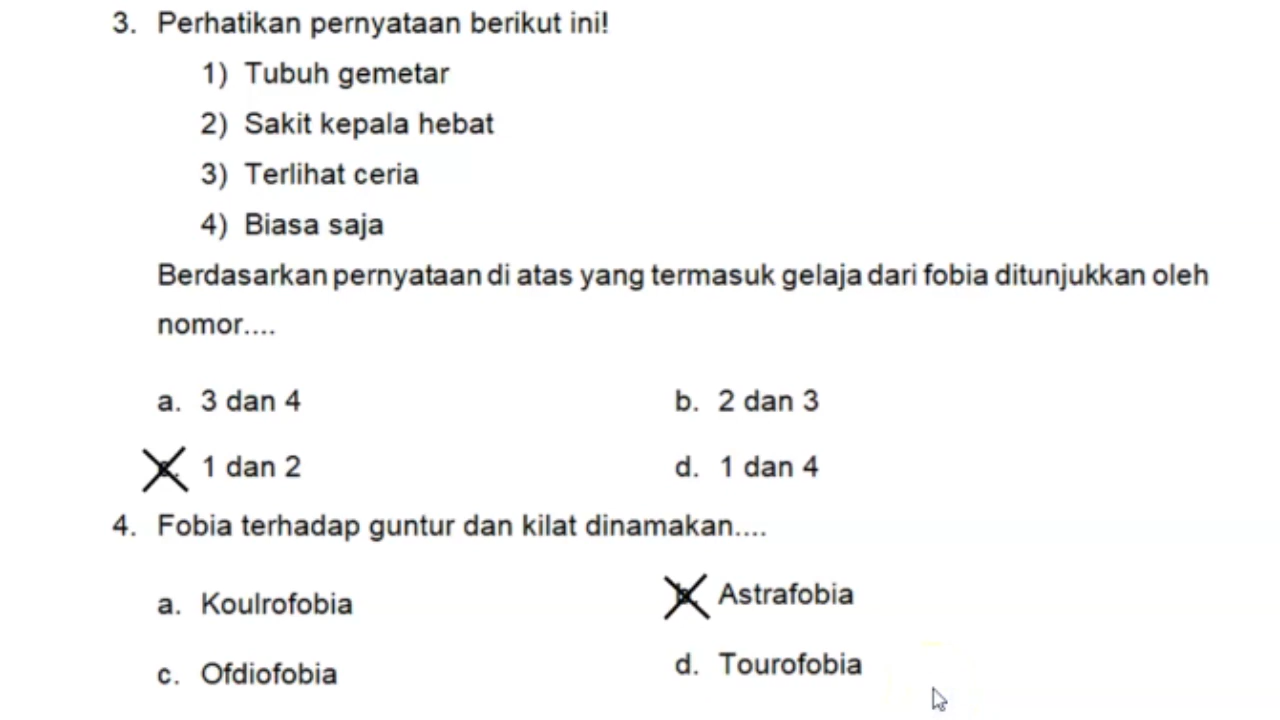 3. Perhatikan pernyataan berikut ini!
1) Tubuh gemetar
2) Sakit kepala hebat
3) Terlihat ceria
4) Biasa saja
Berdasarkan pernyataan di atas yang termasuk gelaja dari fobia ditunjukkan oleh
nomor....
a. 3 dan 4
b. 2 dan 3
1 dan 2
d. 1 dan 4
4. Fobia terhadap guntur dan kilat dinamakan....
a. Koulrofobia
Astrafobia
c. Ofdiofobia
d. Tourofobia